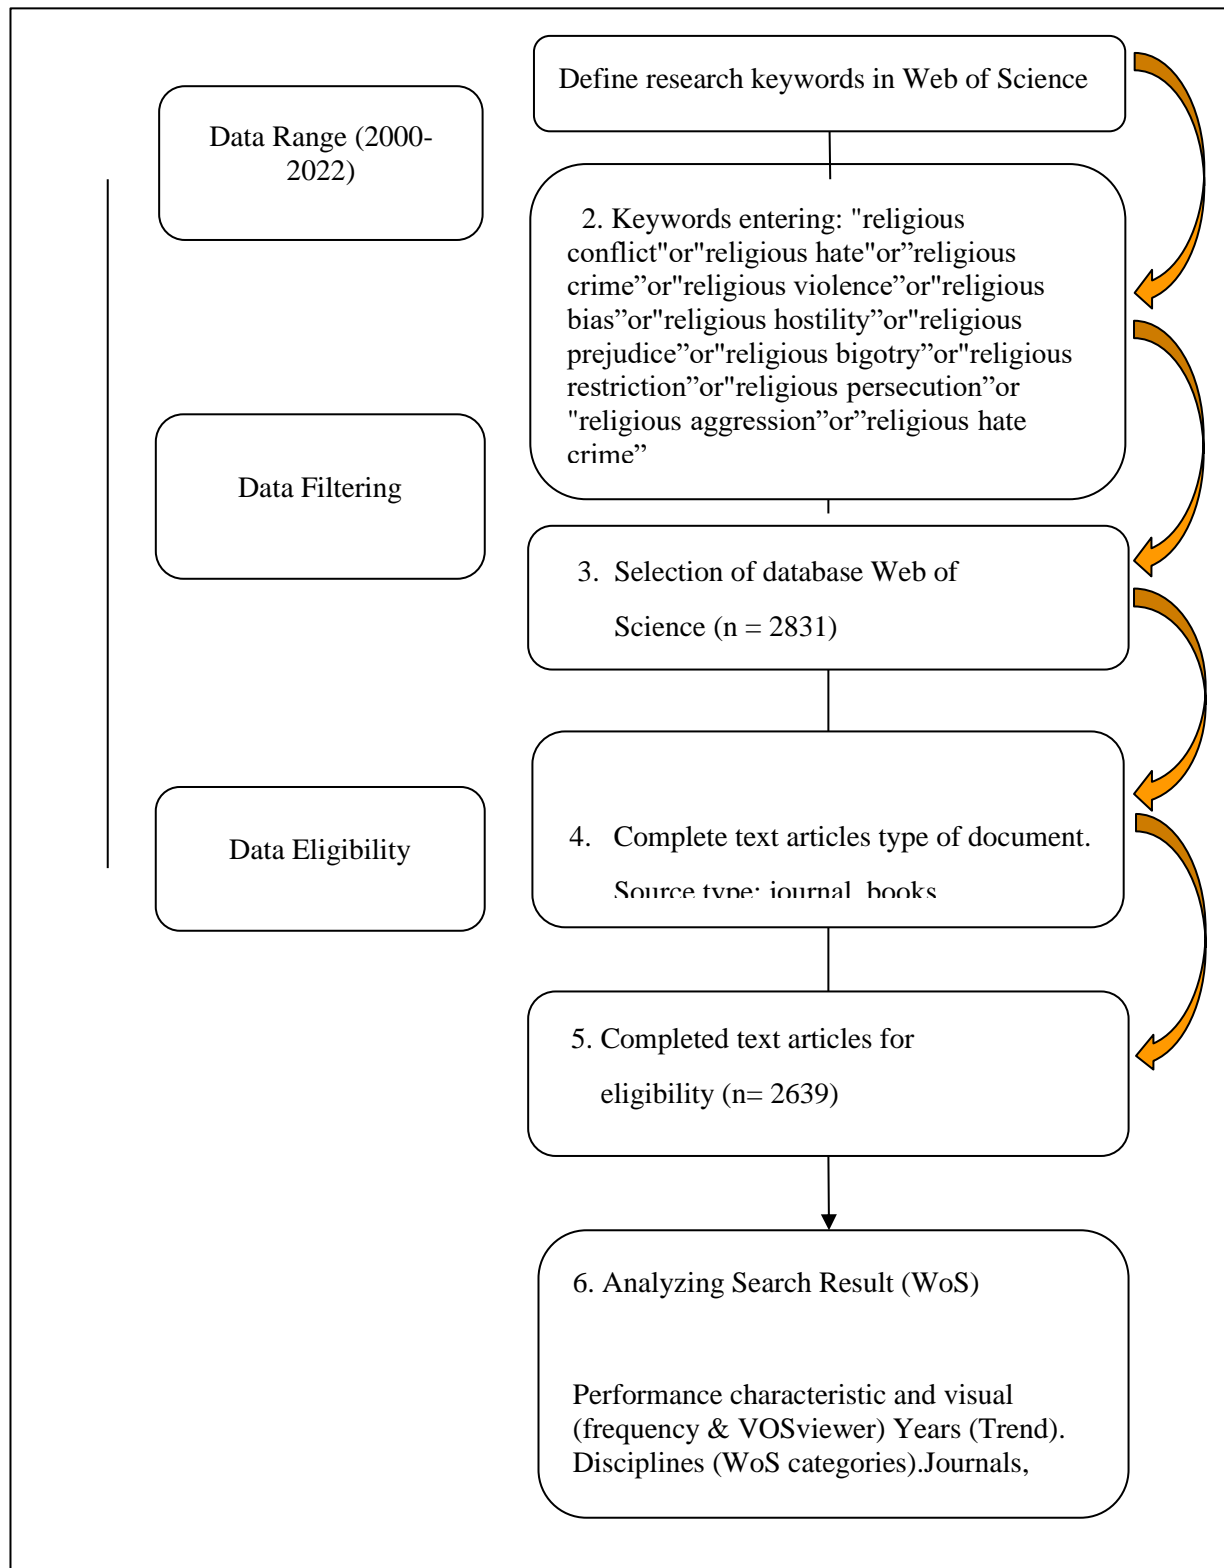 Define research keywords in Web of Science
Data Range (2000-
2022)
2. Keywords entering: "religious
conflict"or"religious hate"or”religious
crime”or"religious violence”or"religious
bias”or"religious hostility”or"religious
prejudice”or"religious bigotry”or"religious
restriction”or"religious persecution”or
"religious aggression”or”religious hate
crime”
Data Filtering
3. Selection of database Web of
Science (n = 2831)
Data Eligibility
4. Complete text articles type of document.
Source type: journal, books
5. Completed text articles for
eligibility (n= 2639)
6. Analyzing Search Result (WoS)
Performance characteristic and visual
(frequency & VOSviewer) Years (Trend).
Disciplines (WoS categories).Journals,